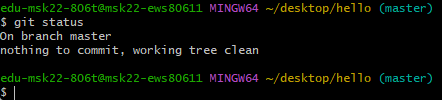 edu-msk22-806t@msk22-ews80611 MINGW64 ~/desktop/hello (master)
$ git status
On branch master
nothing to commit, working tree clean
edu-msk22-806t@msk22-ews80611 MINGW64 ~/desktop/hello (master)
$